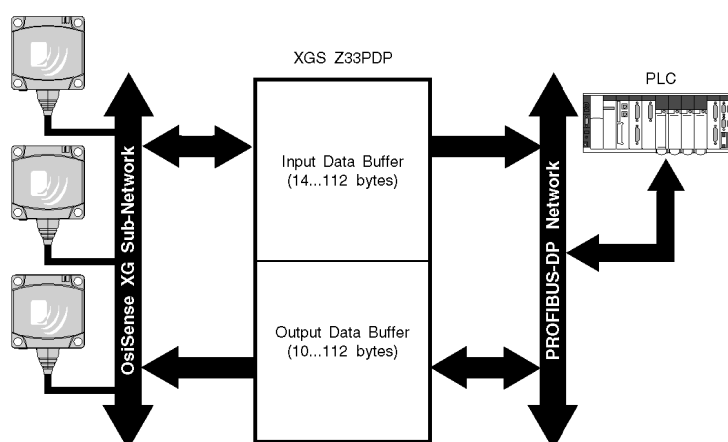 XGS Z33PDP
PLC
OsiSense XG Sub-Network
Input Data Buffer
(14...112 bytes)
Output Data Buffer
(10...112 bytes)
PROFIBUS-DP Network